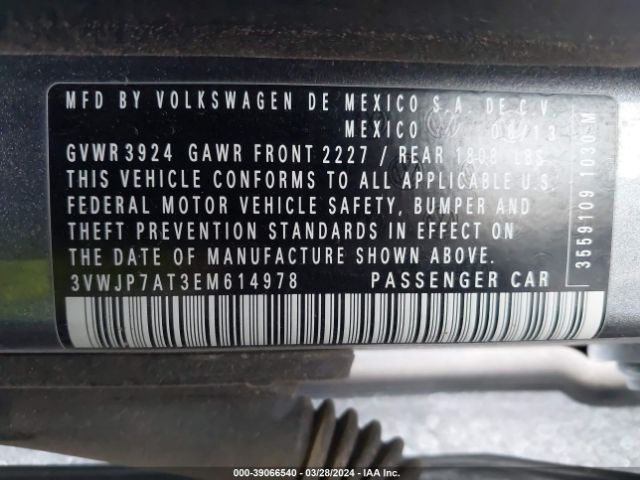 MFD BY VOLKSWAGEN DE MEXICO S.A. DE C.V
MEXICO 08/13
GVWR 3924 GAWR FRONT 2227 / REAR 1808 LBS
THIS VEHICLE CONFORMS TO ALL APPLICABLE U.S
FEDERAL MOTOR VEHICLE SAFETY, BUMPER AND
THEFT PREVENTION STANDARDS IN EFFECT ON
THE DATE OF MANUFACTURE SHOWN ABOVE.
3VWJP7AT3EM614978 PASSENGER CAR
3559109 1030-M
000-39066540 - 03/28/2024 - IAA Inc.